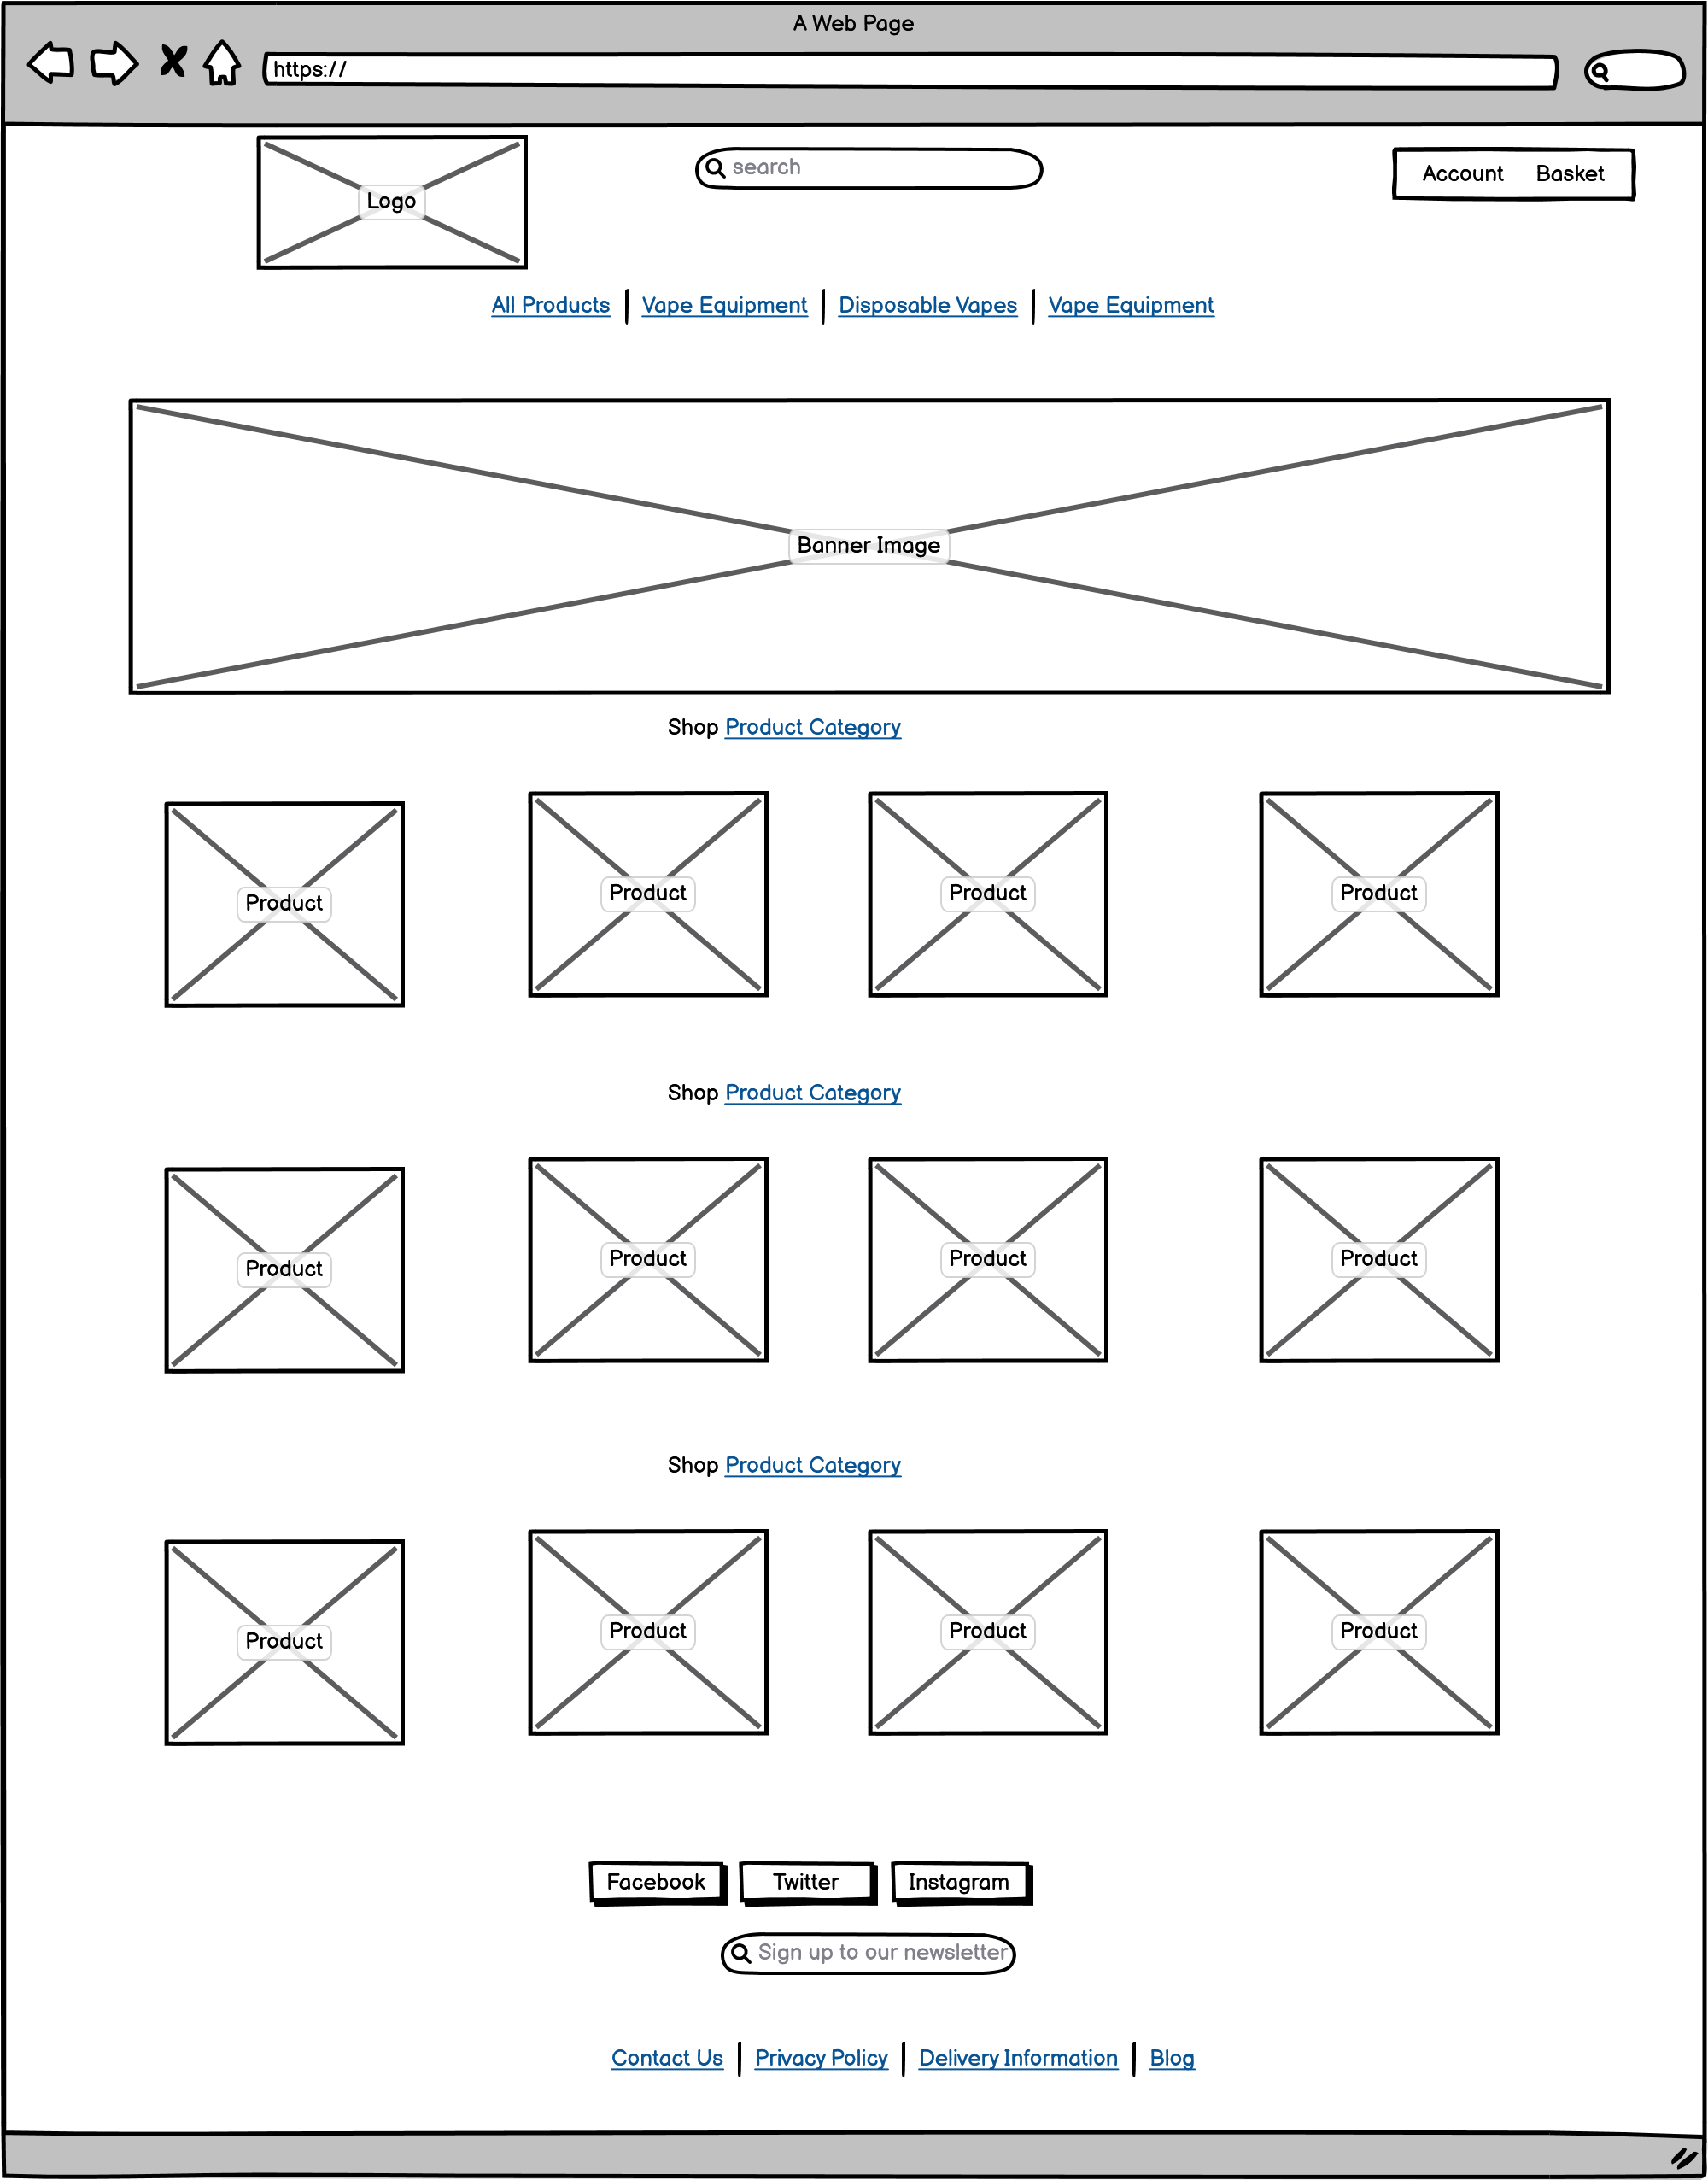 A Web Page
https://
Logo
search
Account Basket
All Products Vape Equipment Disposable Vapes Vape Equipment
Banner Image
Shop Product Category
Product Product Product Product
Shop Product Category
Product Product Product Product
Shop Product Category
Product Product Product Product
Facebook Twitter Instagram
Sign up to our newsletter
Contact Us Privacy Policy Delivery Information Blog